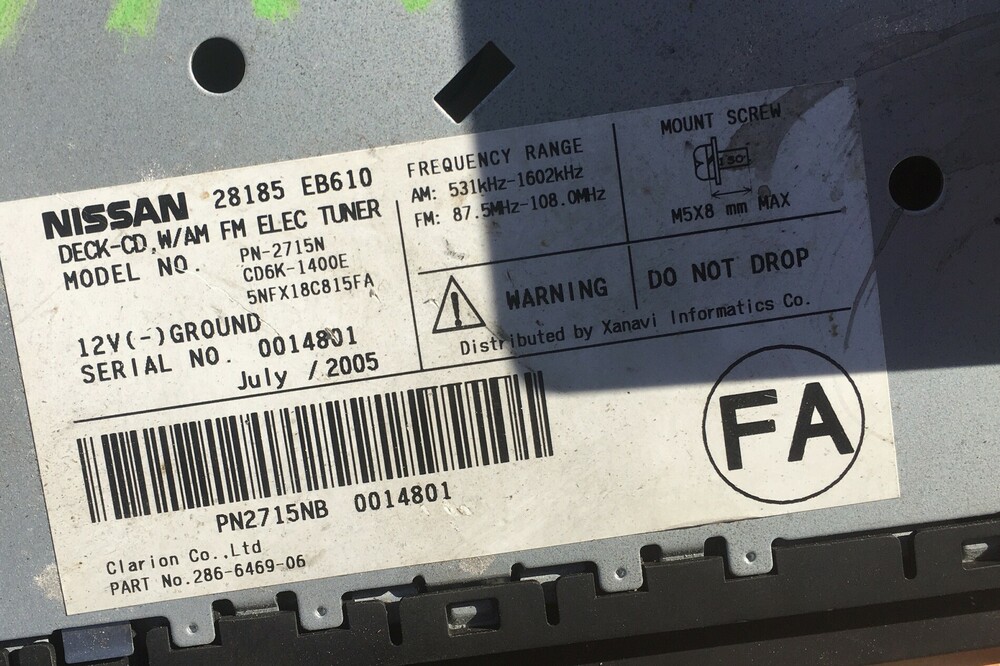 NISSAN 28185 EB610
DECK-CD,W/AM FM ELEC TUNER
MODEL NO. PN-2715N
CD6K-1400E
5NFX18C815FA
12V(-)GROUND
SERIAL NO. 0014801
July / 2005
FREQUENCY RANGE
AM: 531kHz-1602kHz
FM: 87.5MHz-108.0MHz
MOUNT SCREW
ISO
M5X8 mm MAX
WARNING
DO NOT DROP
Distributed by Xanavi Informatics Co.
PN2715NB 0014801
FA
Clarion Co.,Ltd
PART No.286-6469-06